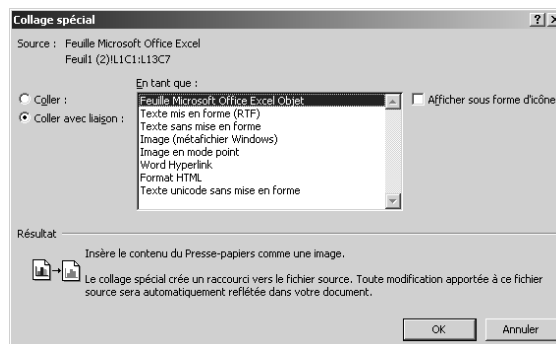 Collage spécial
Source : Feuille Microsoft Office Excel
Feuil1 (2)!L1C1:L13C7
En tant que :
Coller :
Coller avec liaison :
Feuille Microsoft Office Excel Objet
Texte mis en forme (RTF)
Texte sans mise en forme
Image (métafichier Windows)
Image en mode point
Word Hyperlink
Format HTML
Texte unicode sans mise en forme
Afficher sous forme d'icône
Résultat
Insère le contenu du Presse-papiers comme une image.
Le collage spécial crée un raccourci vers le fichier source. Toute modification apportée à ce fichier
source sera automatiquement reflétée dans votre document.
OK
Annuler